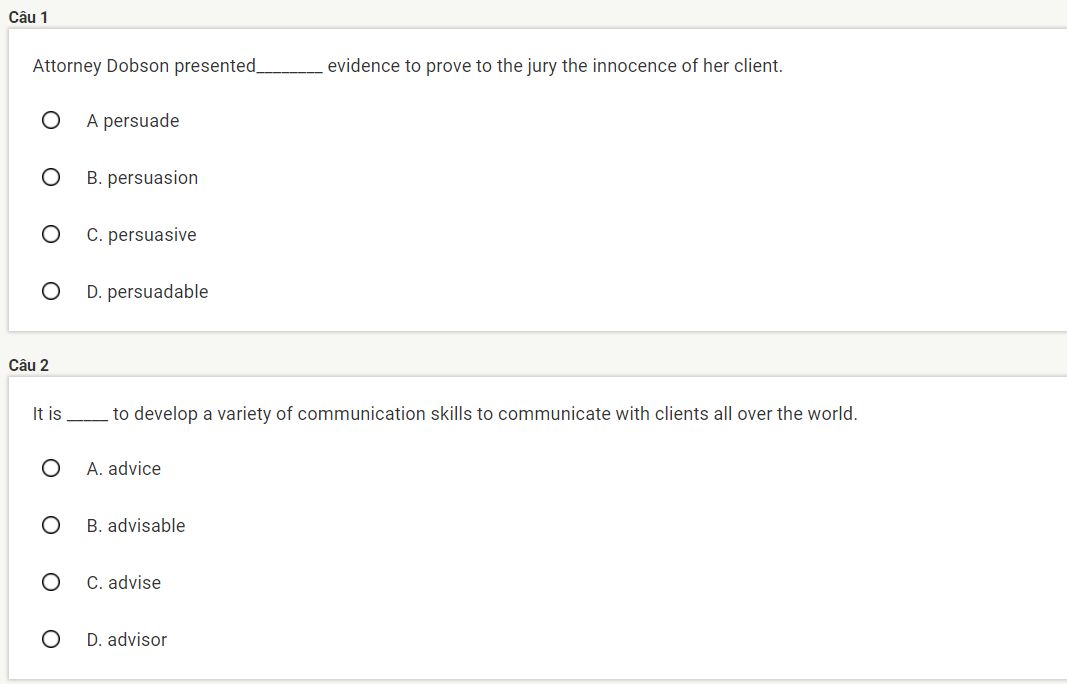 Câu 1
Attorney Dobson presented________ evidence to prove to the jury the innocence of her client.
A persuade
B. persuasion
C. persuasive
D. persuadable
Câu 2
It is _____ to develop a variety of communication skills to communicate with clients all over the world.
A. advice
B. advisable
C. advise
D. advisor